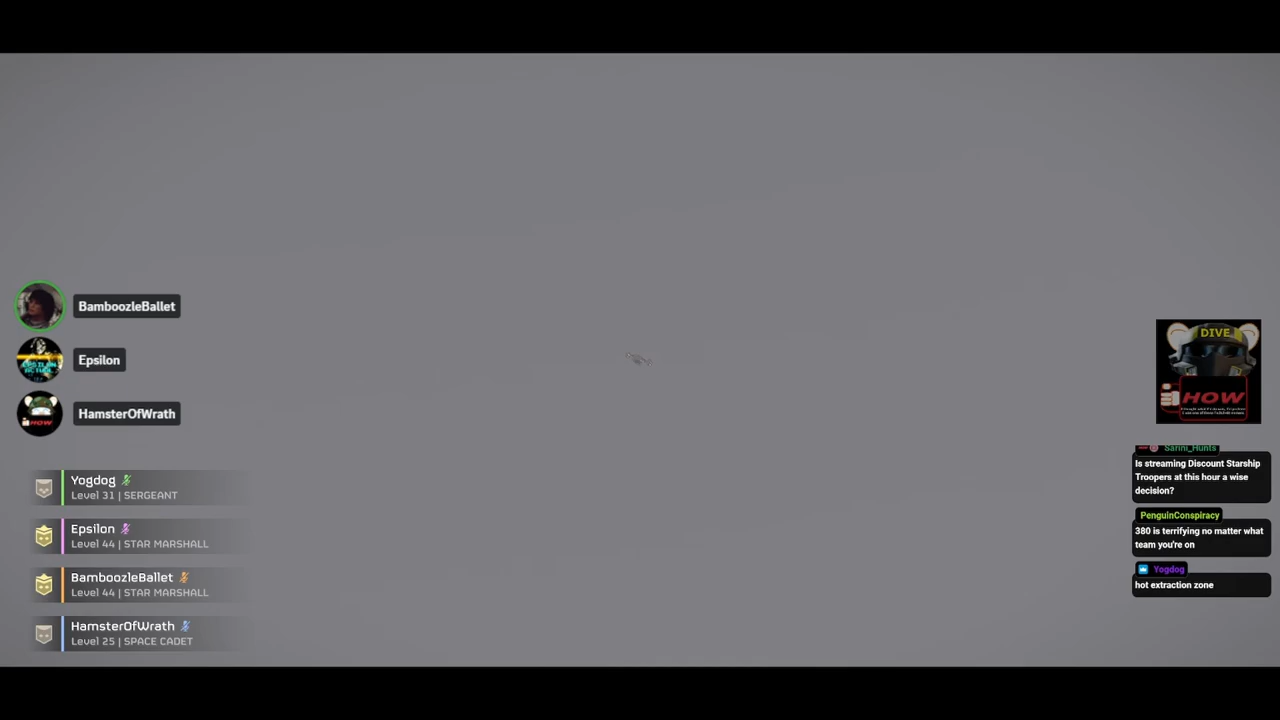 BamboozleBallet
Epsilon
HamsterOfWrath
Yogdog
Level 31 | SERGEANT
Epsilon
Level 44 | STAR MARSHALL
BamboozleBallet
Level 44 | STAR MARSHALL
HamsterOfWrath
Level 25 | SPACE CADET
DIVE
HOW
Sarini_Hunts
Is streaming Discount Starship
Troopers at this hour a wise
decision?
PenguinConspiracy
380 is terrifying no matter what
team you're on
Yogdog
hot extraction zone